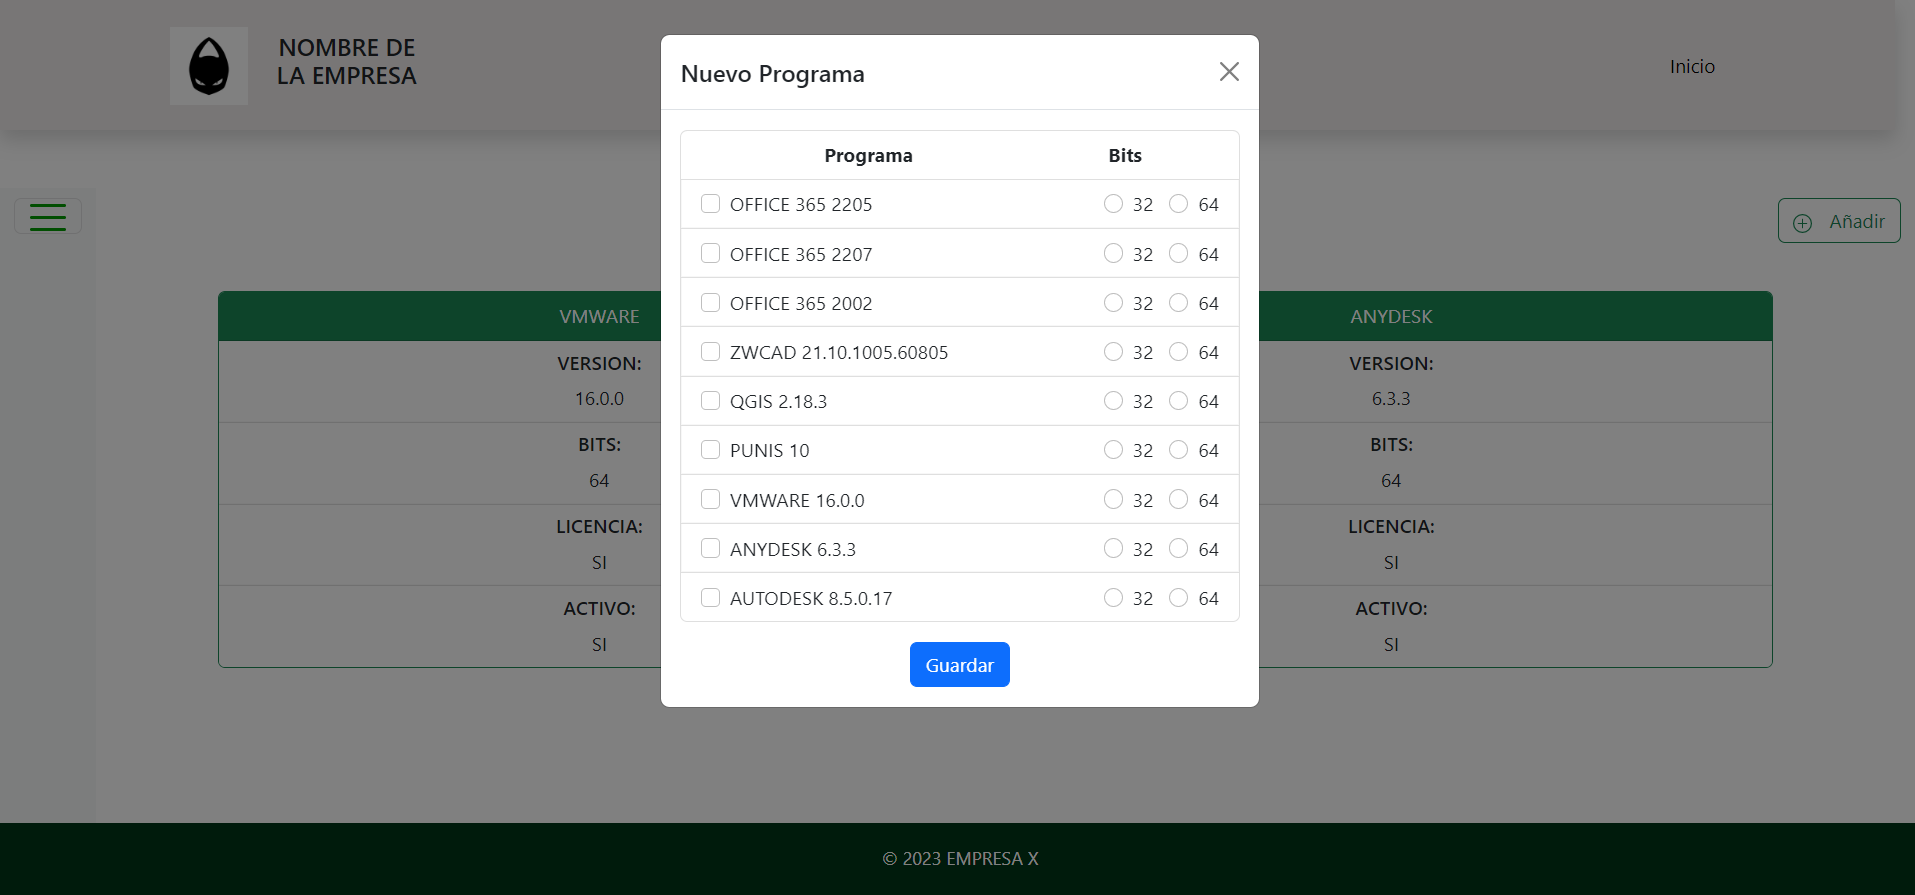 NOMBRE DE
LA EMPRESA
Inicio
Nuevo Programa
Programa Bits
OFFICE 365 2205 32 64
OFFICE 365 2207 32 64
OFFICE 365 2002 32 64
ZWCAD 21.10.1005.60805 32 64
QGIS 2.18.3 32 64
PUNIS 10 32 64
VMWARE 16.0.0 32 64
ANYDESK 6.3.3 32 64
AUTODESK 8.5.0.17 32 64
Guardar
Añadir
VMWARE
VERSION:
16.0.0
BITS:
64
LICENCIA:
SI
ACTIVO:
SI
ANYDESK
VERSION:
6.3.3
BITS:
64
LICENCIA:
SI
ACTIVO:
SI
© 2023 EMPRESA X